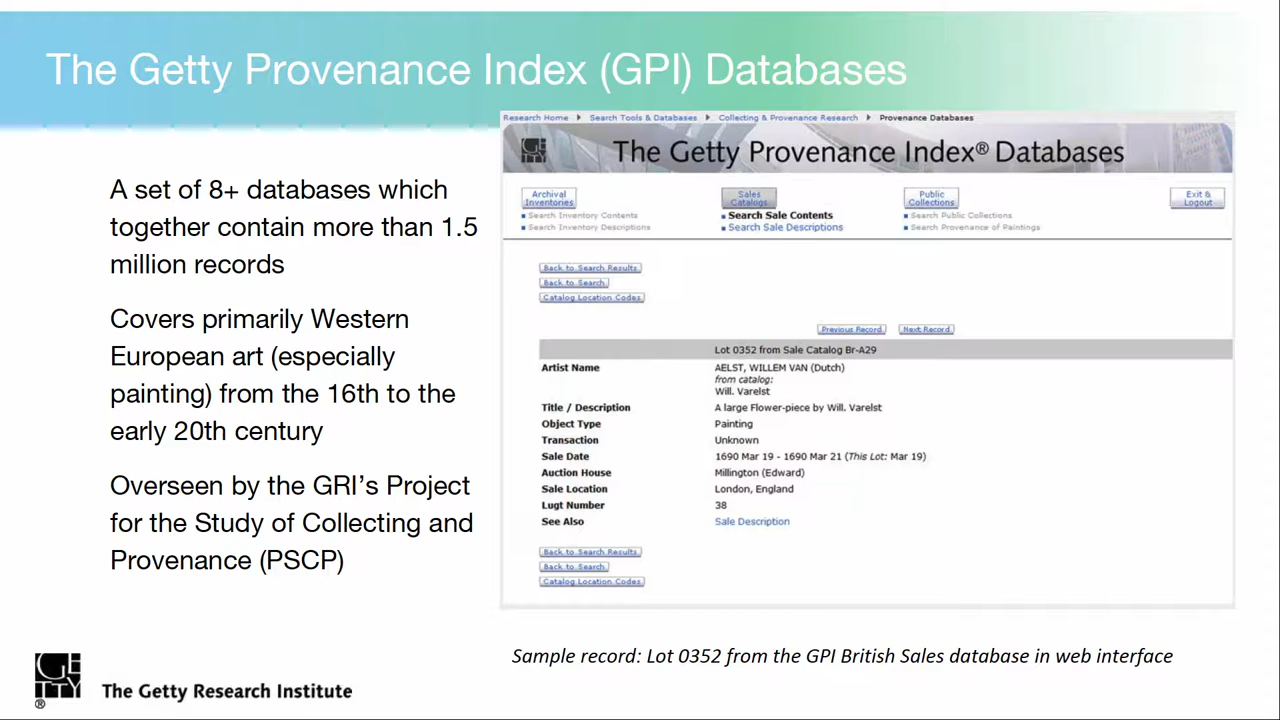 The Getty Provenance Index (GPI) Databases
A set of 8+ databases which
together contain more than 1.5
million records
Covers primarily Western
European art (especially
painting) from the 16th to the
early 20th century
Overseen by the GRI’s Project
for the Study of Collecting and
Provenance (PSCP)
Research Home Search Tools & Databases Collecting & Provenance Research Provenance Databases
GETTY
The Getty Provenance Index® Databases
Archival
Inventories
Search Inventory Contents
Search Inventory Descriptions
Sales
Catalogs
Search Sale Contents
Search Sale Descriptions
Public
Collections
Search Public Collections
Search Provenance of Paintings
Exit &
Logout
Back to Search Results
Back to Search
Catalog Location Codes
Previous Record Next Record
Lot 0352 from Sale Catalog Br-A29
Artist Name AELST, WILLEM VAN (Dutch)
from catalog:
Will. Varelst
Title / Description A large Flower-piece by Will. Varelst
Object Type Painting
Transaction Unknown
Sale Date 1690 Mar 19 - 1690 Mar 21 (This Lot: Mar 19)
Auction House Millington (Edward)
Sale Location London, England
Lugt Number 38
See Also Sale Description
Back to Search Results
Back to Search
Catalog Location Codes
Sample record: Lot 0352 from the GPI British Sales database in web interface
GETTY
® The Getty Research Institute